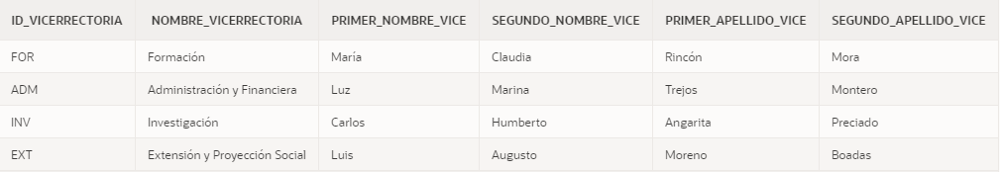 ID_VICERRECTORIA NOMBRE_VICERRECTORIA PRIMER_NOMBRE_VICE SEGUNDO_NOMBRE_VICE PRIMER_APELLIDO_VICE SEGUNDO_APELLIDO_VICE
FOR Formación María Claudia Rincón Mora
ADM Administración y Financiera Luz Marina Trejos Montero
INV Investigación Carlos Humberto Angarita Preciado
EXT Extensión y Proyección Social Luis Augusto Moreno Boadas